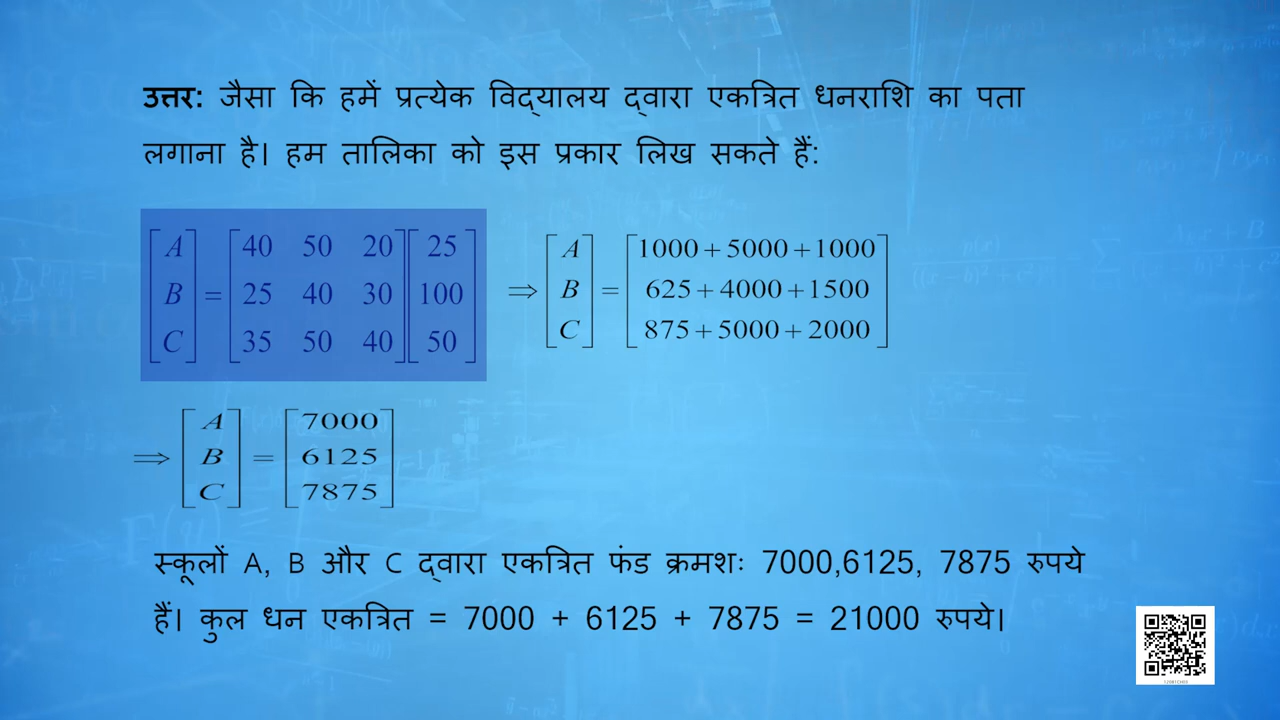 उत्तर: जैसा कि हमें प्रत्येक विद्यालय द्वारा एकत्रित धनराशि का पता
लगाना है। हम तालिका को इस प्रकार लिख सकते हैं:
[A B C] = [40 50 20; 25 40 30; 35 50 40] [25; 100; 50] ⇒ [A B C] = [1000+5000+1000; 625+4000+1500; 875+5000+2000]
⇒ [A B C] = [7000; 6125; 7875]
स्कूलों A, B और C द्वारा एकत्रित फंड क्रमशः 7000,6125, 7875 रुपये
हैं। कुल धन एकत्रित = 7000 + 6125 + 7875 = 21000 रुपये।